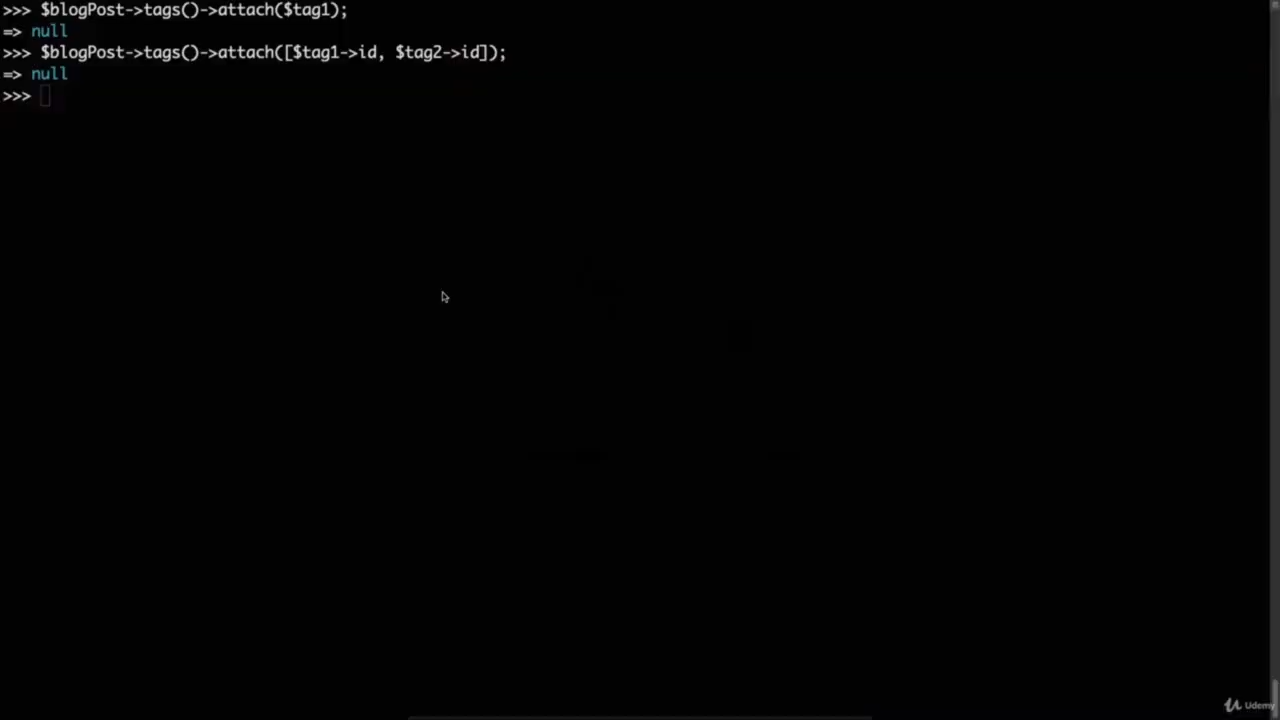 >>> $blogPost->tags()->attach($tag1);
=> null
>>> $blogPost->tags()->attach([$tag1->id, $tag2->id]);
=> null
>>>
Udemy